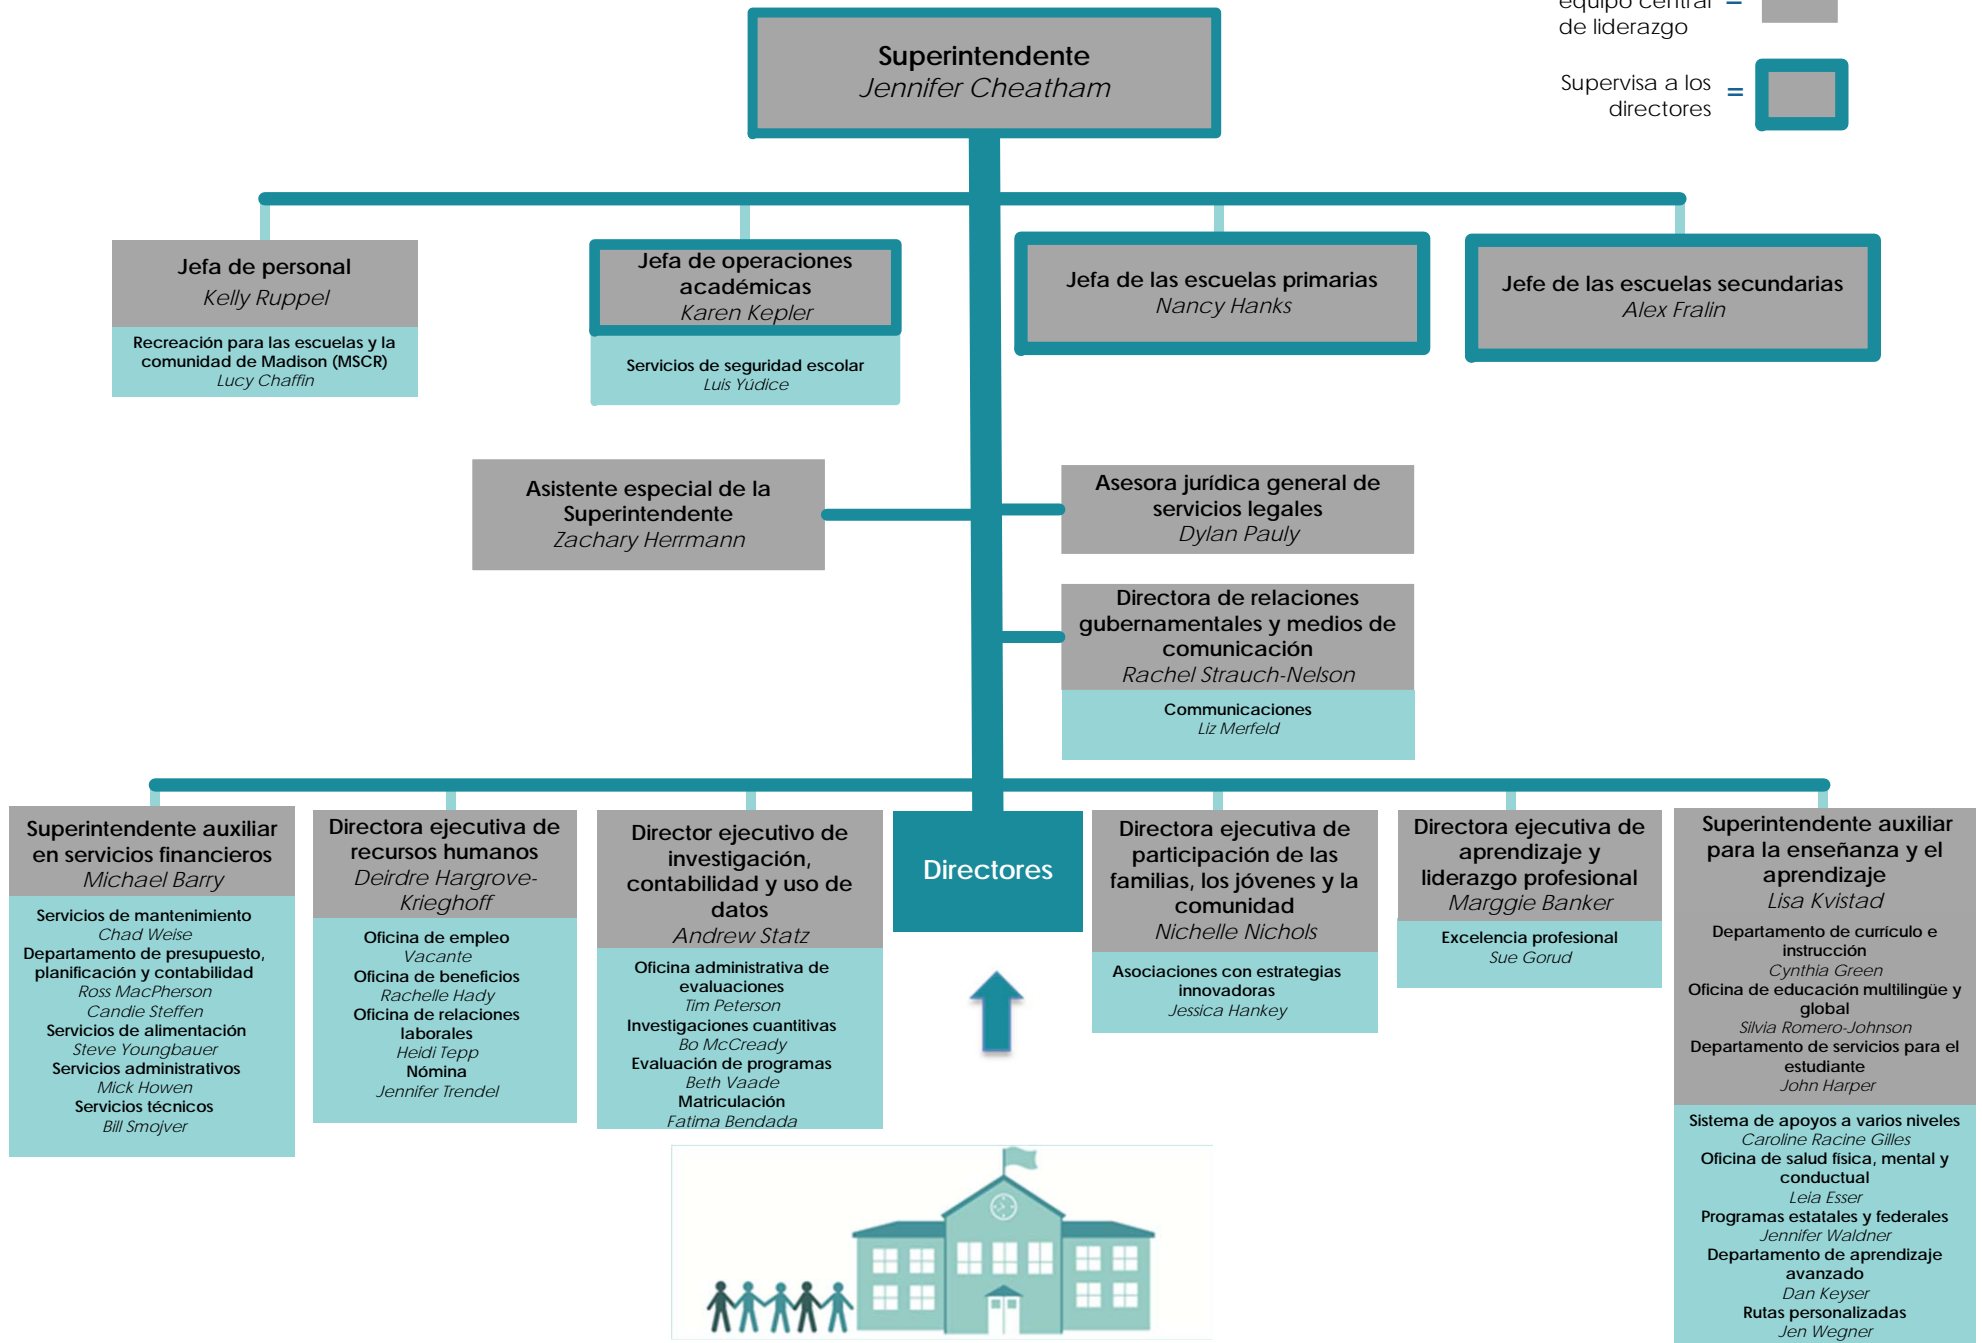 equipo central =
de liderazgo
Supervisa a los =
directores
Superintendente
Jennifer Cheatham
Jefa de personal
Kelly Ruppel
Recreación para las escuelas y la
comunidad de Madison (MSCR)
Lucy Chaffin
Jefa de operaciones
académicas
Karen Kepler
Servicios de seguridad escolar
Luis Yúdice
Jefa de las escuelas primarias
Nancy Hanks
Jefe de las escuelas secundarias
Alex Fralin
Asistente especial de la
Superintendente
Zachary Herrmann
Asesora jurídica general de
servicios legales
Dylan Pauly
Directora de relaciones
gubernamentales y medios de
comunicación
Rachel Strauch-Nelson
Communicaciones
Liz Merfeld
Superintendente auxiliar
en servicios financieros
Michael Barry
Servicios de mantenimiento
Chad Weise
Departamento de presupuesto,
planificación y contabilidad
Ross MacPherson
Candie Steffen
Servicios de alimentación
Steve Youngbauer
Servicios administrativos
Mick Howen
Servicios técnicos
Bill Smojver
Directora ejecutiva de
recursos humanos
Deirdre Hargrove-
Krieghoff
Oficina de empleo
Vacante
Oficina de beneficios
Rachelle Hady
Oficina de relaciones
laborales
Heidi Tepp
Nómina
Jennifer Trendel
Director ejecutivo de
investigación,
contabilidad y uso de
datos
Andrew Statz
Oficina administrativa de
evaluaciones
Tim Peterson
Investigaciones cuantitivas
Bo McCready
Evaluación de programas
Beth Vaade
Matriculación
Fatima Bendada
Directores
Directora ejecutiva de
participación de las
familias, los jóvenes y la
comunidad
Nichelle Nichols
Asociaciones con estrategias
innovadoras
Jessica Hankey
Directora ejecutiva de
aprendizaje y
liderazgo profesional
Marggie Banker
Excelencia profesional
Sue Gorud
Superintendente auxiliar
para la enseñanza y el
aprendizaje
Lisa Kvistad
Departamento de currículo e
instrucción
Cynthia Green
Oficina de educación multilingüe y
global
Silvia Romero-Johnson
Departamento de servicios para el
estudiante
John Harper
Sistema de apoyos a varios niveles
Caroline Racine Gilles
Oficina de salud física, mental y
conductual
Leia Esser
Programas estatales y federales
Jennifer Waldner
Departamento de aprendizaje
avanzado
Dan Keyser
Rutas personalizadas
Jen Wegner